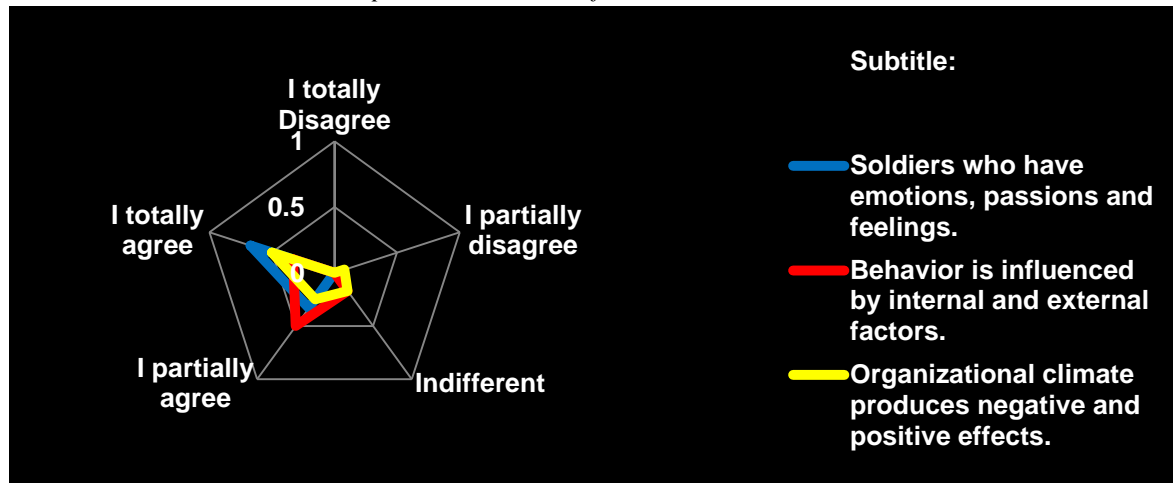 Subtitle:
I totally
Disagree
1
0.5
0
I partially
disagree
Indifferent
I partially
agree
I totally
agree
Soldiers who have
emotions, passions and
feelings.
Behavior is influenced
by internal and external
factors.
Organizational climate
produces negative and
positive effects.